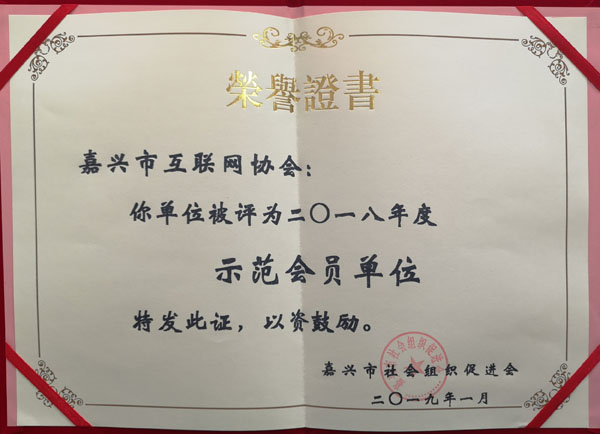 榮譽證書
嘉兴市互联网协会：
你单位被评为二〇一八年度
示范会员单位
特发此证，以资鼓励。
嘉兴市社会组织促进会
二〇一九年一月